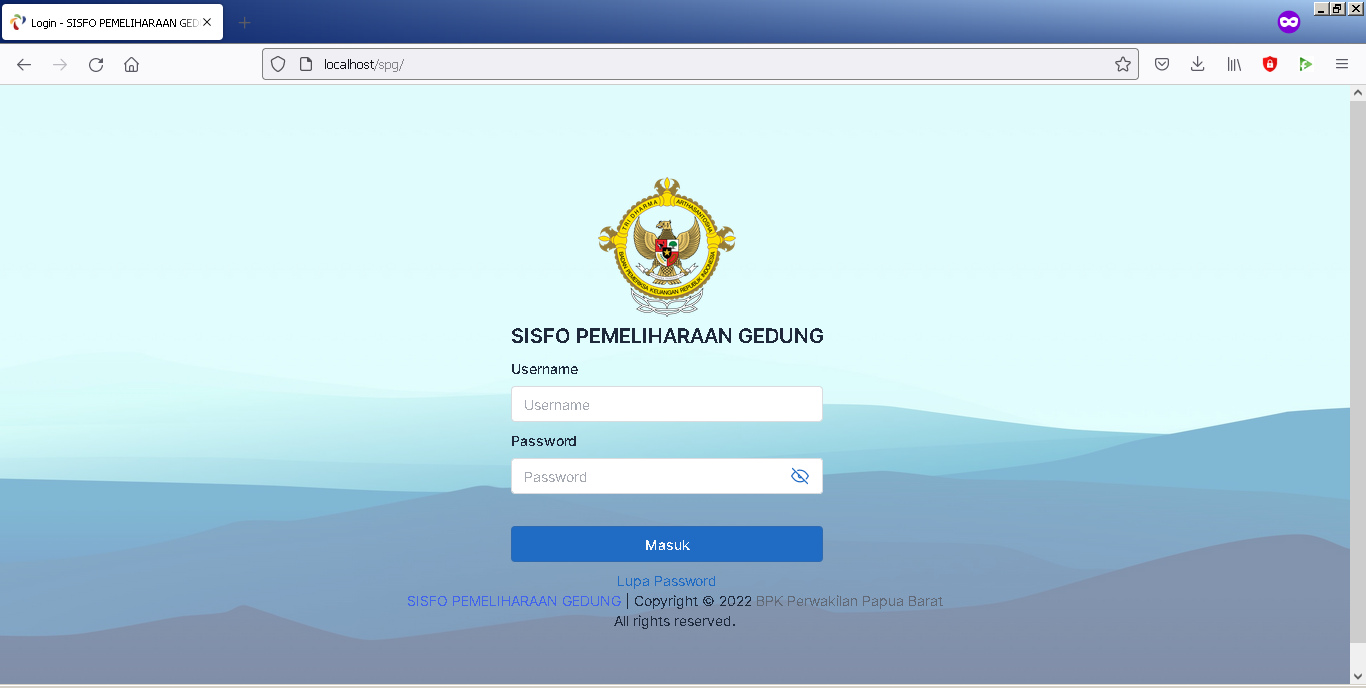 Login - SISFO PEMELIHARAAN GED
localhost/spg/
TRI DHARMA ARTHASANTOSHA
BADAN PEMERIKSA KEUANGAN REPUBLIK INDONESIA
SISFO PEMELIHARAAN GEDUNG
Username
Username
Password
Password
Masuk
Lupa Password
SISFO PEMELIHARAAN GEDUNG | Copyright © 2022 BPK Perwakilan Papua Barat
All rights reserved.